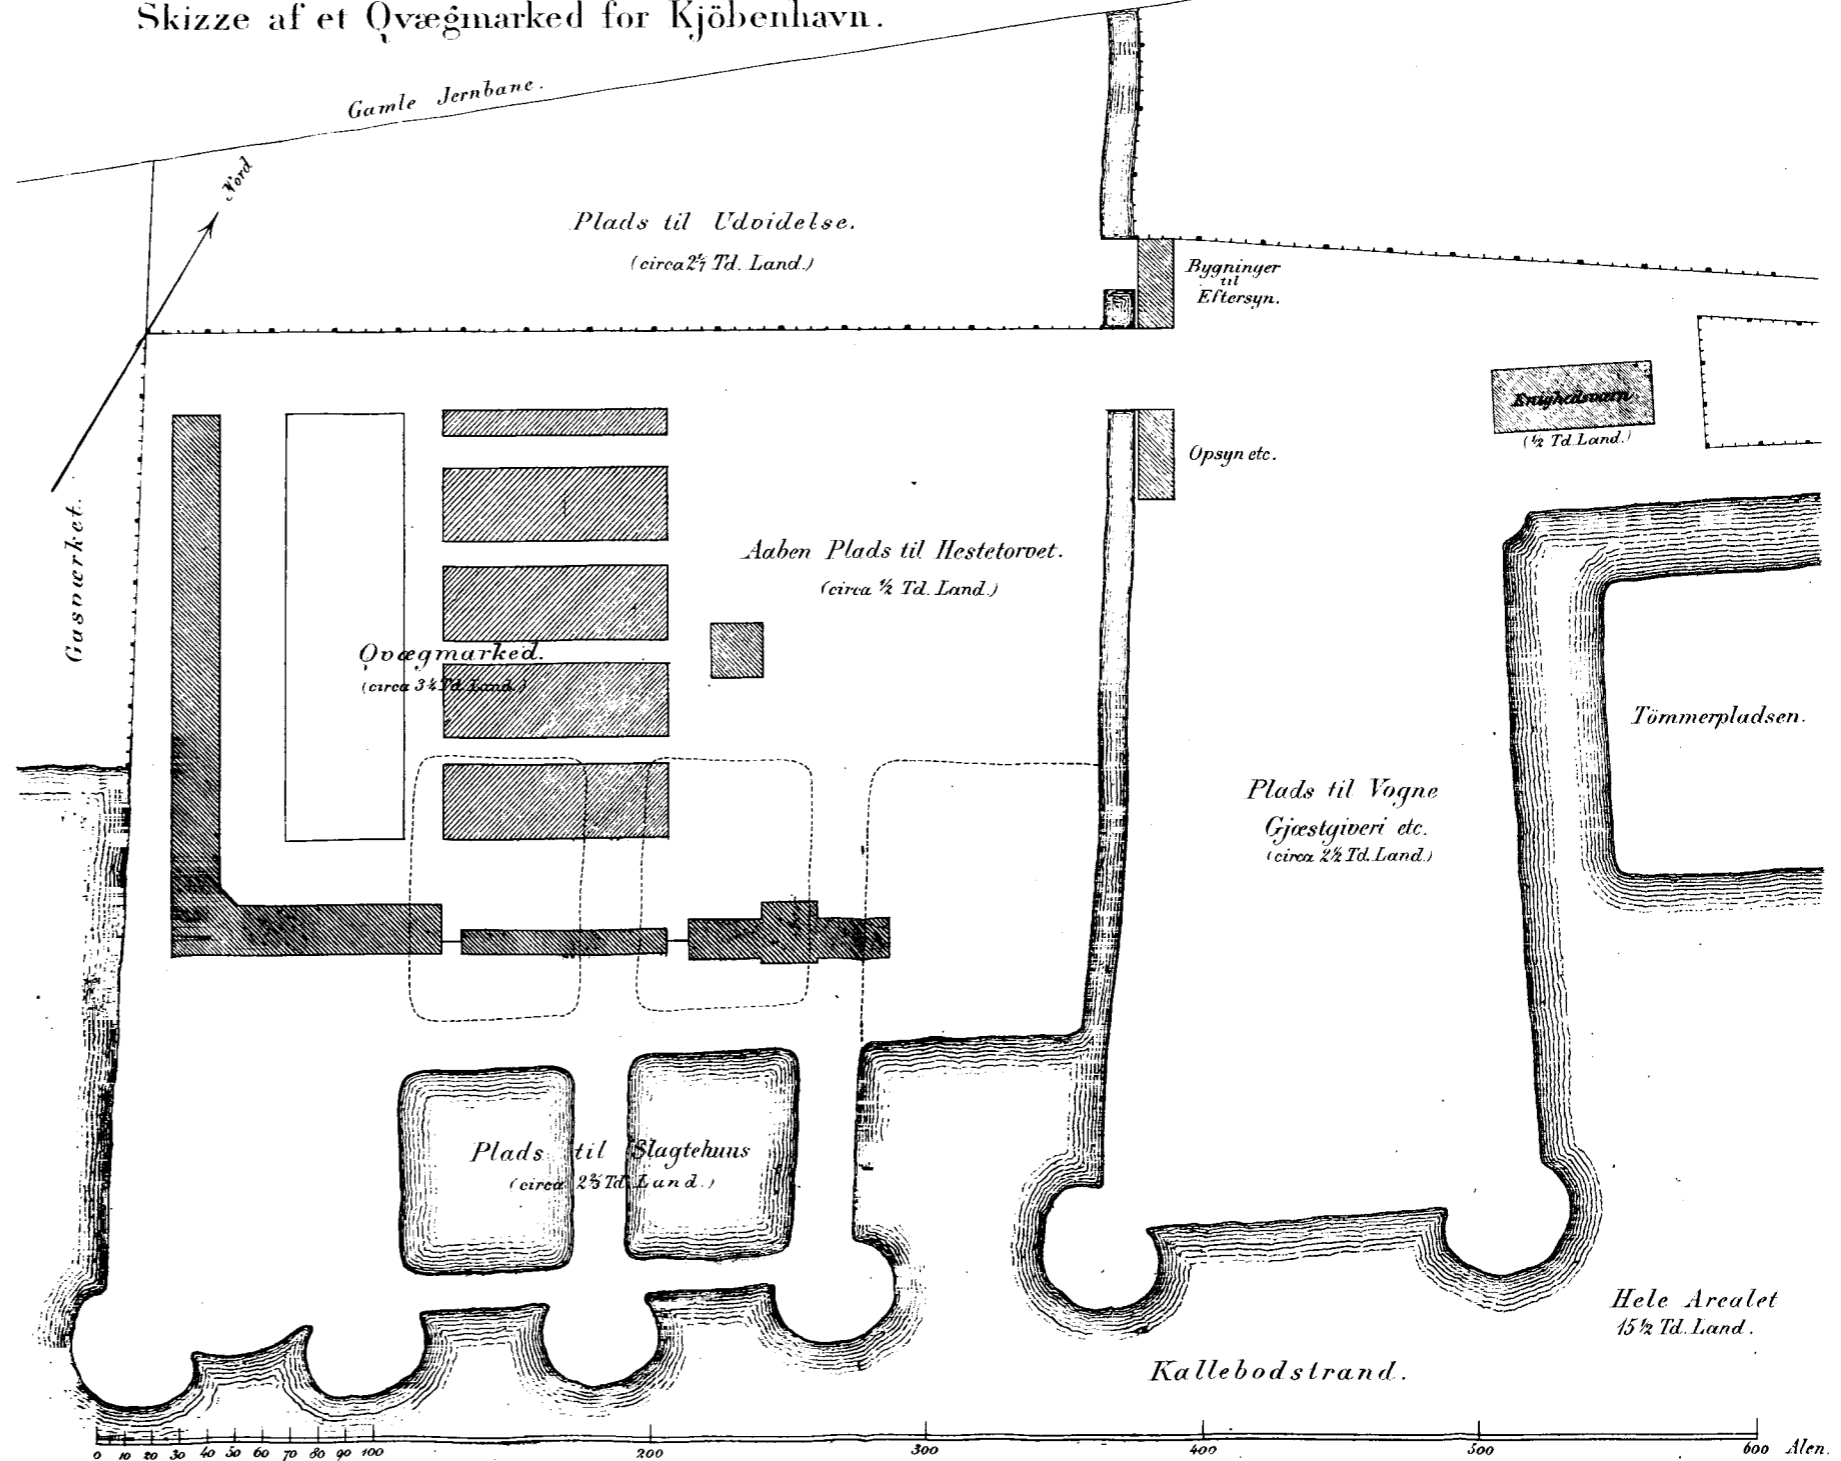 Skizze af et Qvægmarked for Kjöbenhavn.
Gamle Jernbane.
Nord
Plads til Udvidelse.
(circa 2 2/7 Td. Land.)
Bygninger
til
Eftersyn.
Enighedsværn
(1/2 Td. Land.)
Opsyn etc.
Gasværket.
Aaben Plads til Hestetorvet.
(circa 1/2 Td. Land.)
Qvægmarked.
(circa 3 1/4 Td. Land.)
Tömmerpladsen.
Plads til Vogne
Gjæstgiveri etc.
(circa 2 1/2 Td. Land.)
Plads til Slagtehuus
(circa Td. Land.)
Hele Arealet
15 1/2 Td. Land.
Kallebodstrand.
0 10 20 30 40 50 60 70 80 90 100 200 300 400 500 600 Alen.